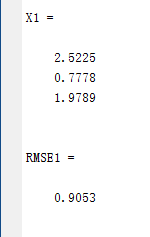 X1 =
2.5225
0.7778
1.9789
RMSE1 =
0.9053